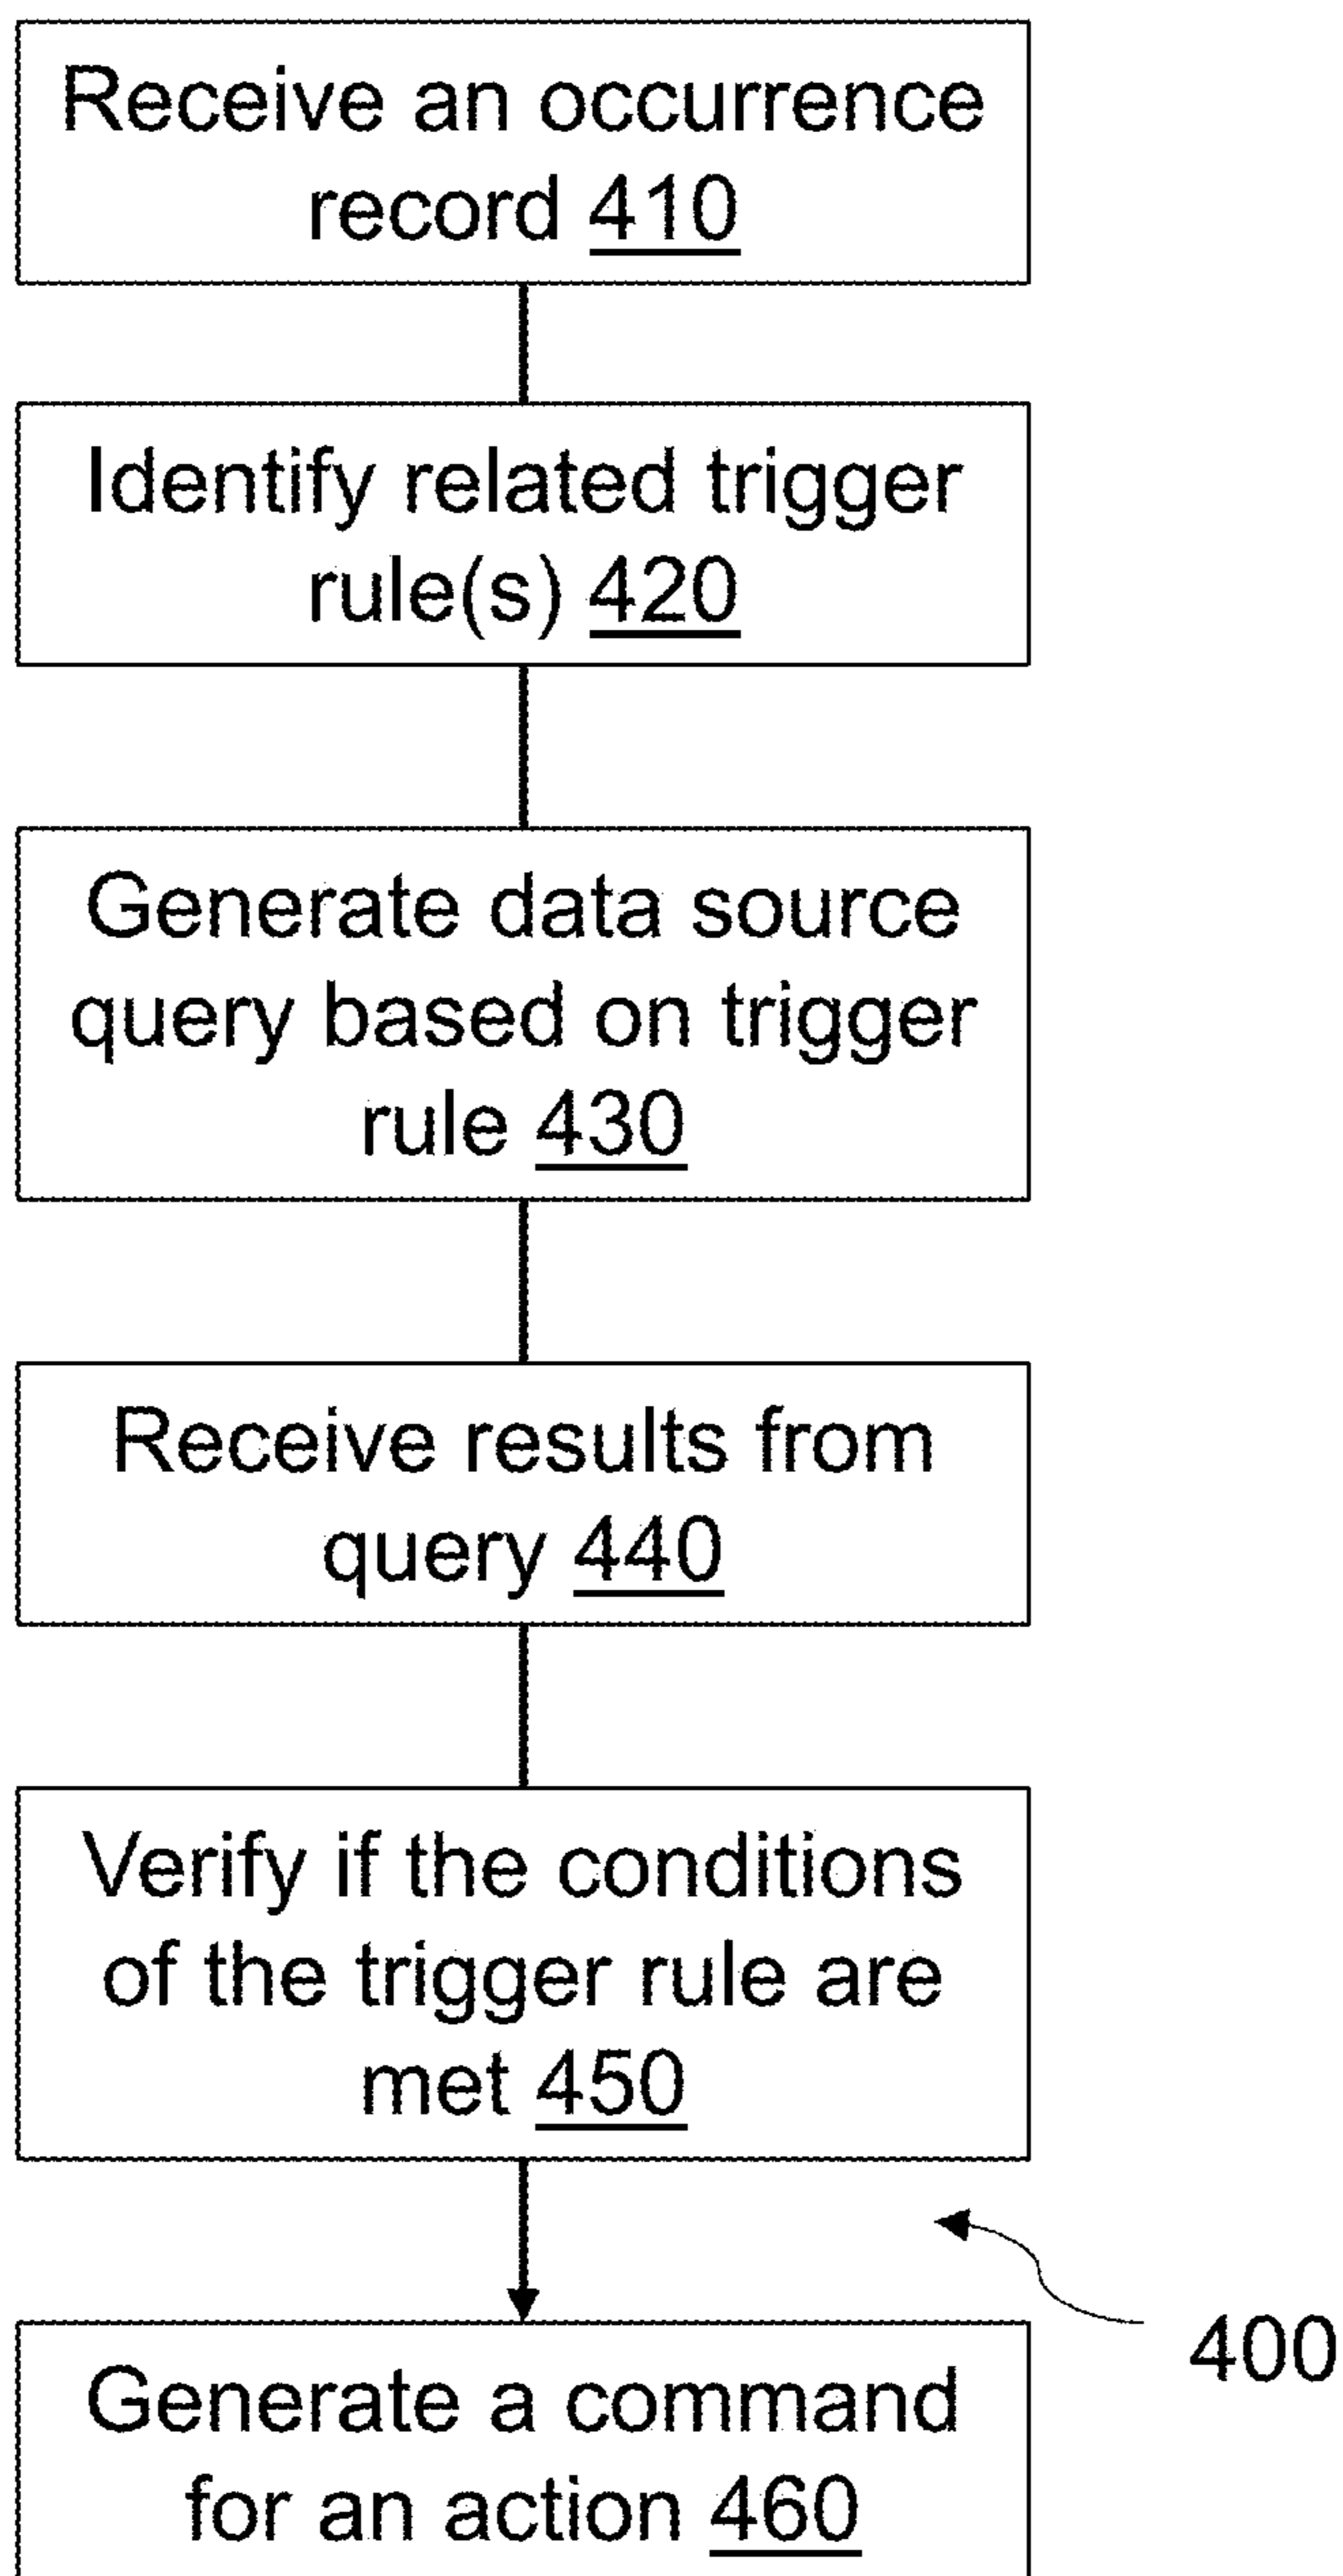 Receive an occurrence
record 410
Identify related trigger
rule(s) 420
Generate data source
query based on trigger
rule 430
Receive results from
query 440
Verify if the conditions
of the trigger rule are
met 450
400
Generate a command
for an action 460